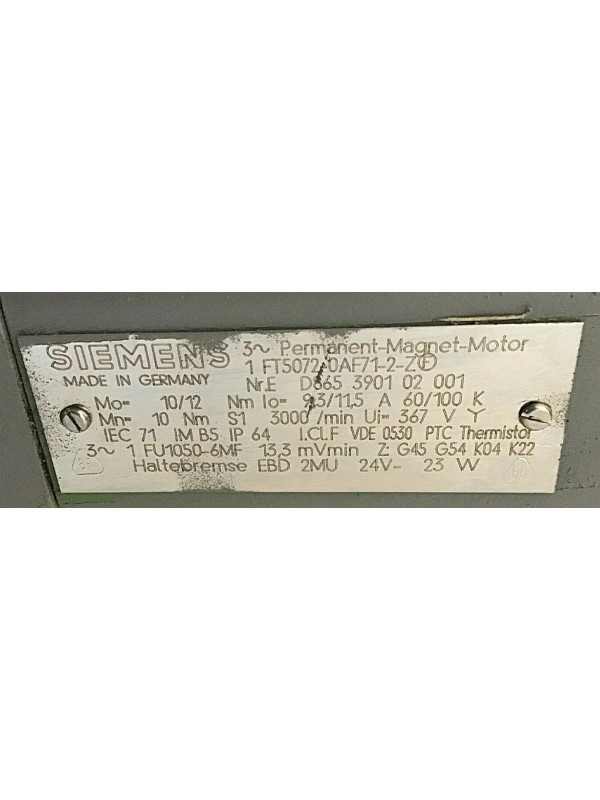 SIEMENS 3~ Permanent-Magnet-Motor
MADE IN GERMANY 1 FT5072-0AF71-2-Z F
Nr.E D665 3901 02 001
Mo= 10/12 Nm Io= 9,3/11,5 A 60/100 K
Mn= 10 Nm S1 3000 /min Ui= 367 V Y
IEC 71 IM B5 IP 64 I.Cl.F VDE 0530 PTC Thermistor
3~ 1 FU1050-6MF 13,3 mVmin Z: G45 G54 K04 K22
Haltebremse EBD 2MU 24V- 23 W